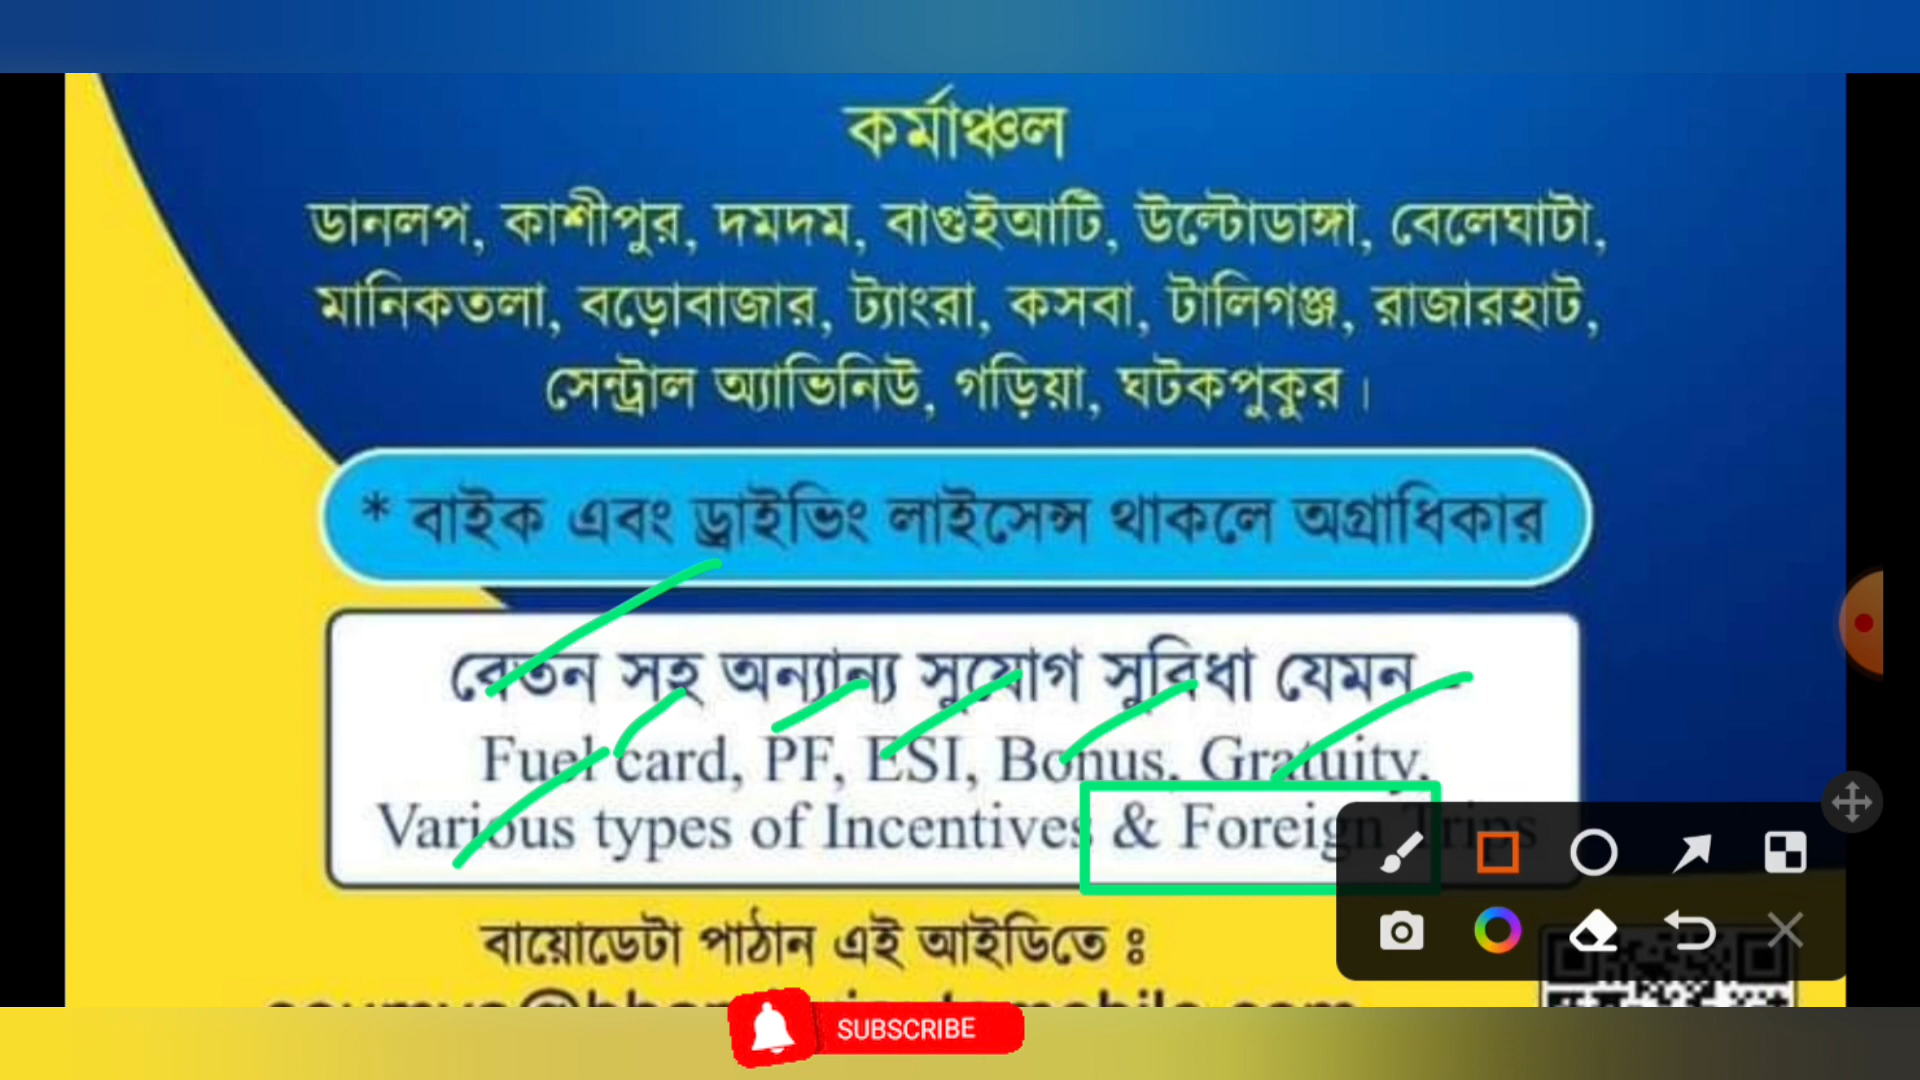 কর্মাঞ্চল
ডানলপ, কাশীপুর, দমদম, বাগুইআটি, উল্টোডাঙ্গা, বেলেঘাটা,
মানিকতলা, বড়োবাজার, ট্যাংরা, কসবা, টালিগঞ্জ, রাজারহাট,
সেন্ট্রাল অ্যাভিনিউ, গড়িয়া, ঘটকপুকুর।
* বাইক এবং ড্রাইভিং লাইসেন্স থাকলে অগ্রাধিকার
বেতন সহ অন্যান্য সুযোগ সুবিধা যেমন -
Fuel card, PF, ESI, Bonus, Gratuity,
Various types of Incentives & Foreign Trips
বায়োডেটা পাঠান এই আইডিতে ঃ
SUBSCRIBE